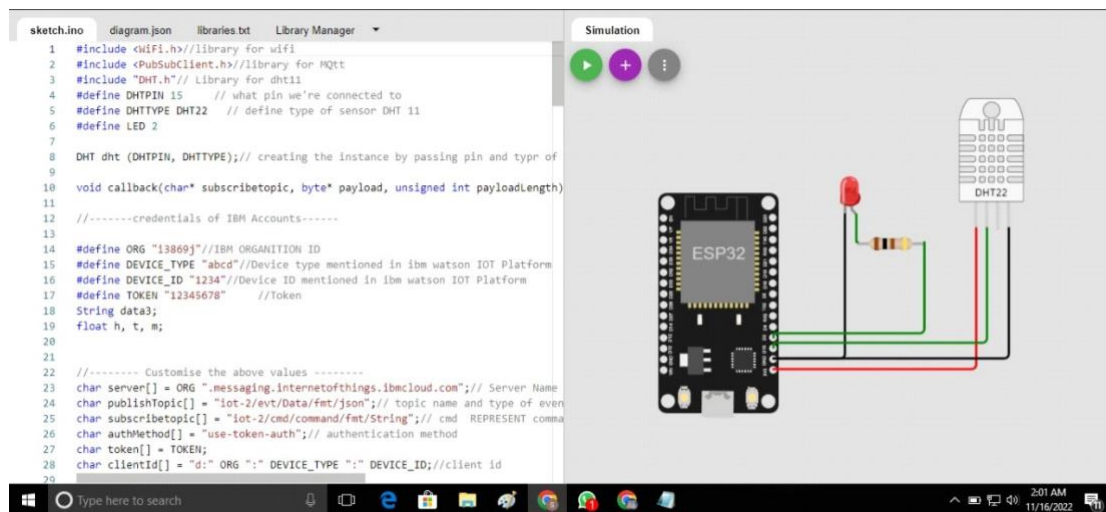 sketch.ino diagram.json libraries.txt Library Manager
Simulation
1 #include <WiFi.h>//library for wifi
2 #include <PubSubClient.h>//library for MQtt
3 #include "DHT.h"// Library for dht11
4 #define DHTPIN 15 // what pin we're connected to
5 #define DHTTYPE DHT22 // define type of sensor DHT 11
6 #define LED 2
7
8 DHT dht (DHTPIN, DHTTYPE);// creating the instance by passing pin and typr of
9
10 void callback(char* subscribetopic, byte* payload, unsigned int payloadLength)
11
12 //-------credentials of IBM Accounts------
13
14 #define ORG "i3869j"//IBM ORGANITION ID
15 #define DEVICE_TYPE "abcd"//Device type mentioned in ibm watson IOT Platform
16 #define DEVICE_ID "1234"//Device ID mentioned in ibm watson IOT Platform
17 #define TOKEN "12345678" //Token
18 String data3;
19 float h, t, m;
20
21
22 //-------- Customise the above values --------
23 char server[] = ORG ".messaging.internetofthings.ibmcloud.com";// Server Name
24 char publishTopic[] = "iot-2/evt/Data/fmt/json";// topic name and type of even
25 char subscribetopic[] = "iot-2/cmd/command/fmt/String";// cmd REPRESENT comma
26 char authMethod[] = "use-token-auth";// authentication method
27 char token[] = TOKEN;
28 char clientId[] = "d:" ORG ":" DEVICE_TYPE ":" DEVICE_ID;//client id
29
ESP32
DHT22
Type here to search
2:01 AM
11/16/2022